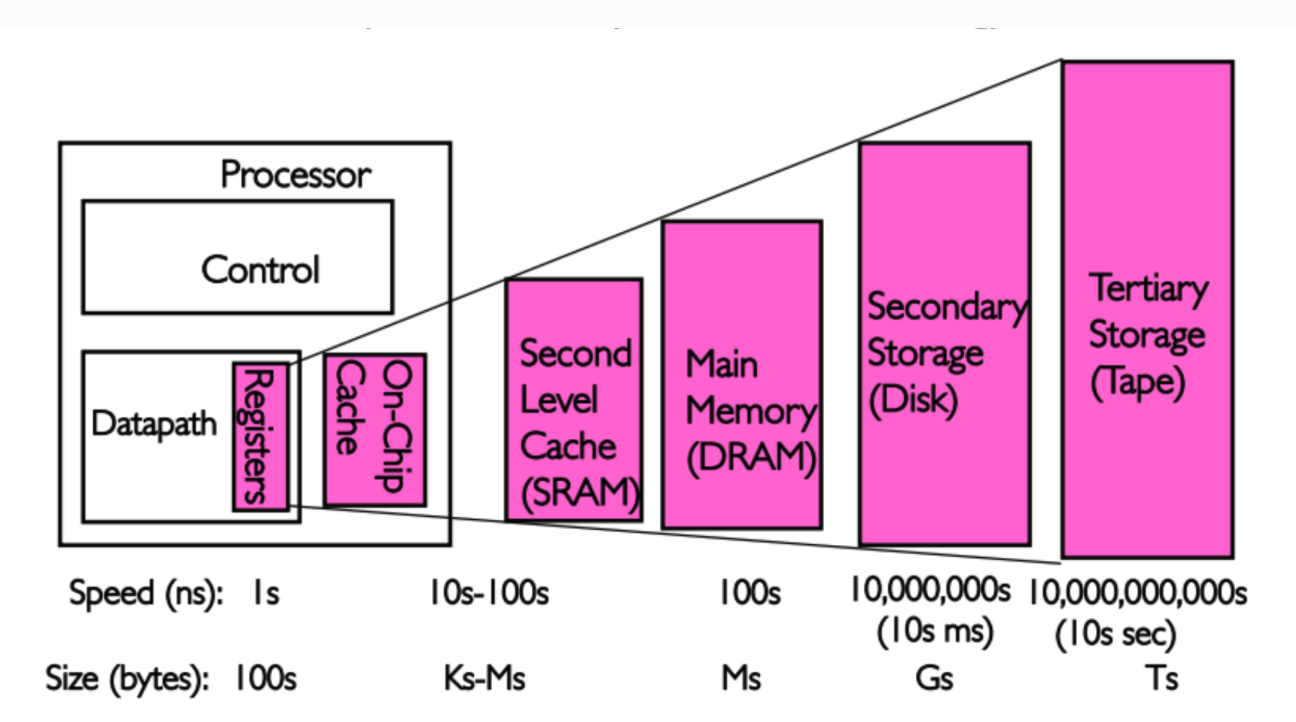 Processor
Control
Datapath
Registers
On-Chip
Cache
Second
Level
Cache
(SRAM)
Main
Memory
(DRAM)
Secondary
Storage
(Disk)
Tertiary
Storage
(Tape)
Speed (ns): 1s 10s-100s 100s 10,000,000s 10,000,000,000s
(10s ms) (10s sec)
Size (bytes): 100s Ks-Ms Ms Gs Ts